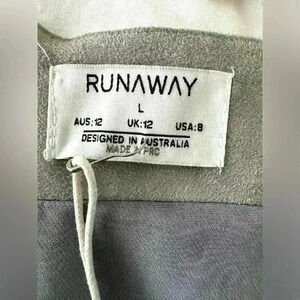 RUNAWAY
L
AUS:12 UK:12 USA:8
DESIGNED IN AUSTRALIA
MADE IN PRC